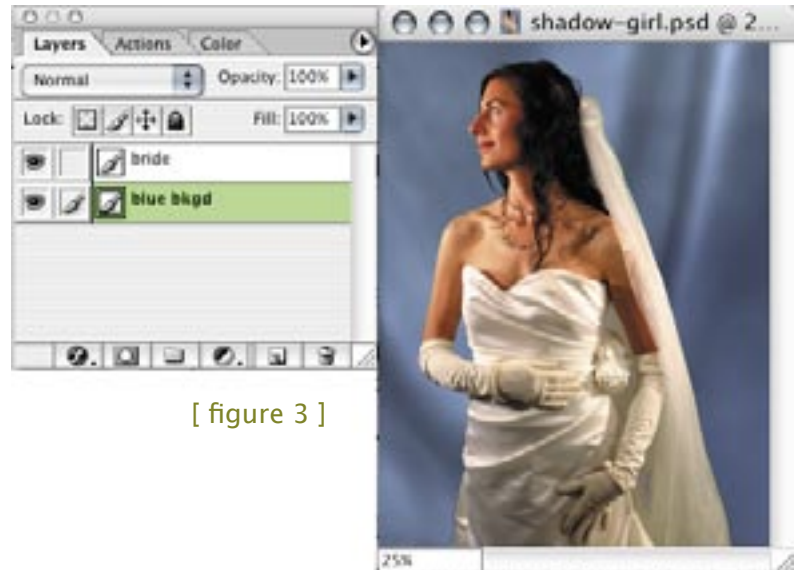 Layers Actions Color
Normal Opacity: 100%
Lock: Fill: 100%
bride
blue bkgd
[ figure 3 ]
shadow-girl.psd @ 2...
25%